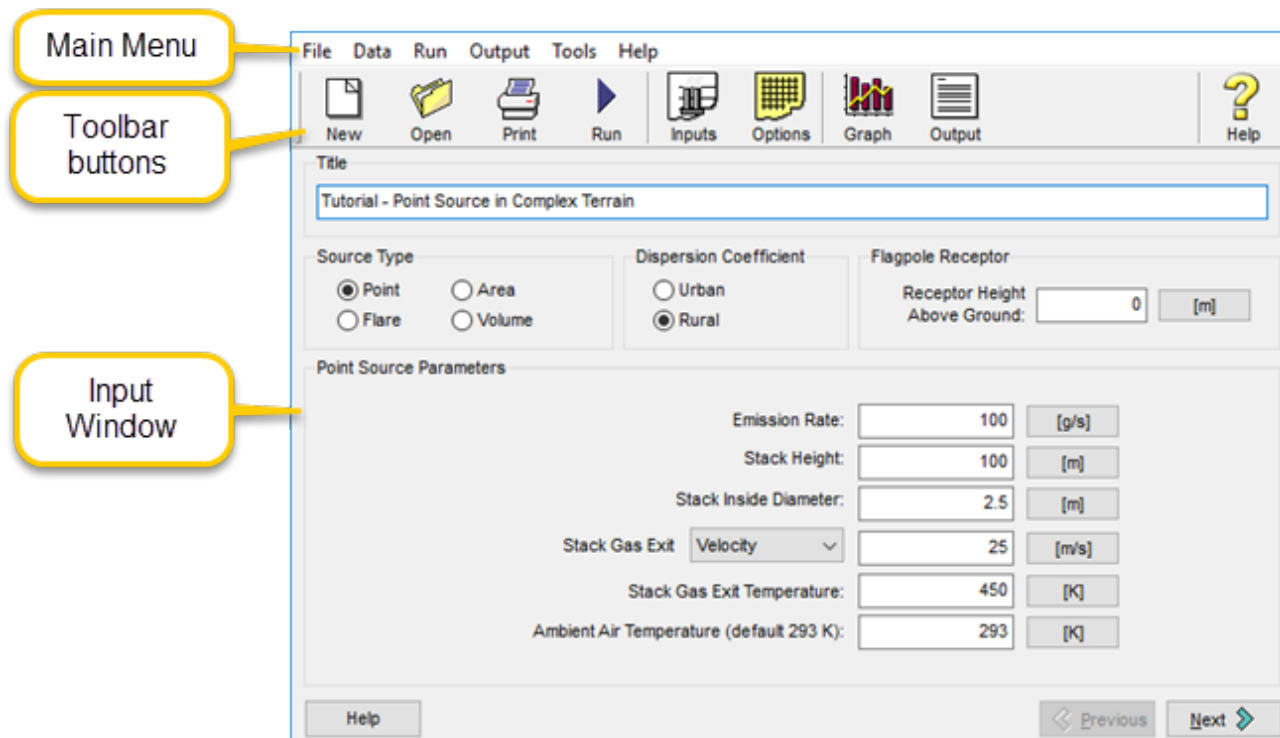 Main Menu
File Data Run Output Tools Help
Toolbar
buttons
New Open Print Run Inputs Options Graph Output Help
Title
Tutorial - Point Source in Complex Terrain
Source Type
Point Area
Flare Volume
Dispersion Coefficient
Urban
Rural
Flagpole Receptor
Receptor Height
Above Ground: 0 [m]
Input
Window
Point Source Parameters
Emission Rate: 100 [g/s]
Stack Height: 100 [m]
Stack Inside Diameter: 2.5 [m]
Stack Gas Exit Velocity 25 [m/s]
Stack Gas Exit Temperature: 450 [K]
Ambient Air Temperature (default 293 K): 293 [K]
Help Previous Next